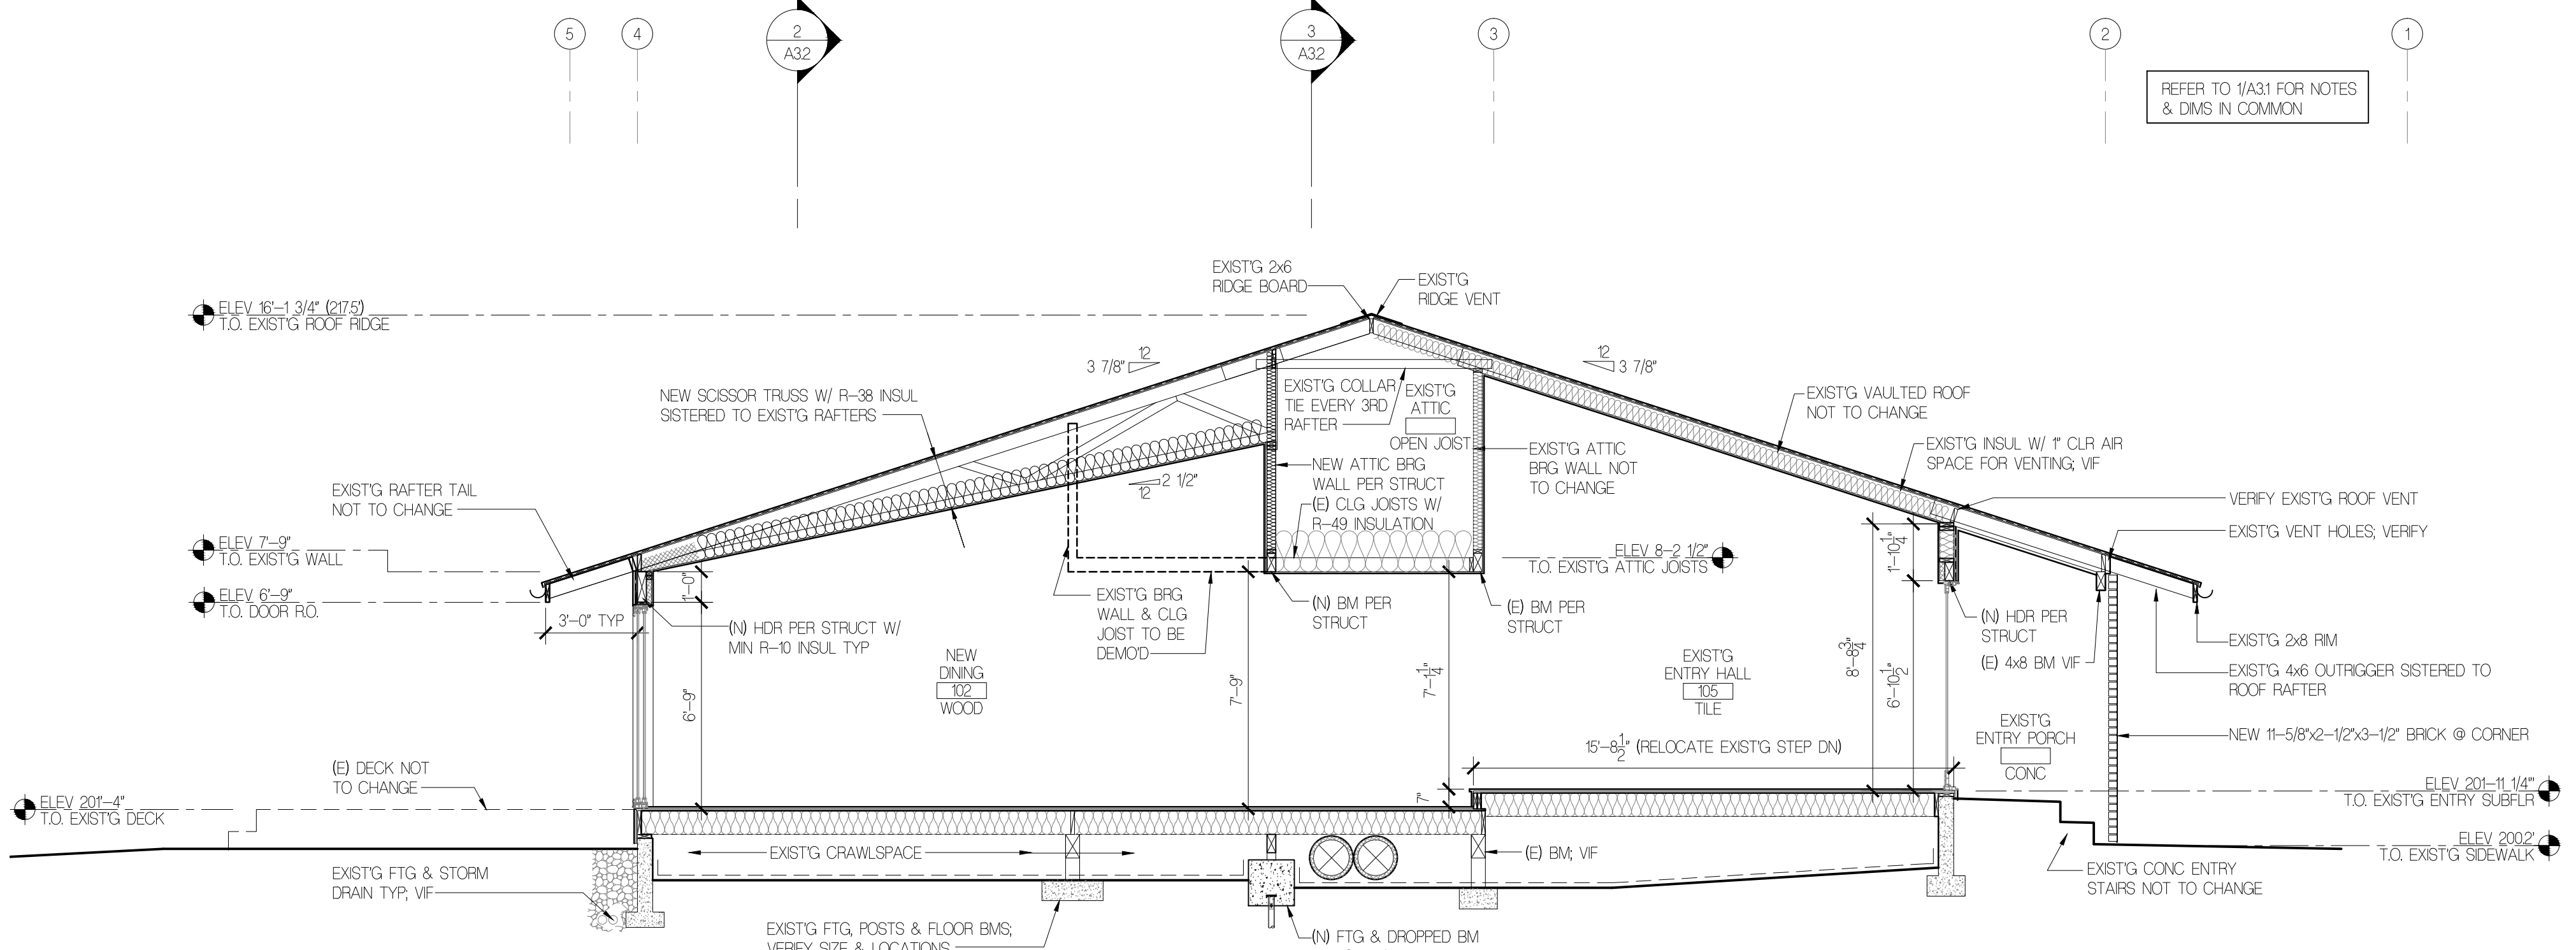 5
4
2
A3.2
3
A3.2
3
2
1
REFER TO 1/A3.1 FOR NOTES
& DIMS IN COMMON
EXIST'G 2x6
RIDGE BOARD
EXIST'G
RIDGE VENT
ELEV 16'-1 3/4" (217.5')
T.O. EXIST'G ROOF RIDGE
12
3 7/8"
12
3 7/8"
NEW SCISSOR TRUSS W/ R-38 INSUL
SISTERED TO EXIST'G RAFTERS
EXIST'G COLLAR
TIE EVERY 3RD
RAFTER
EXIST'G
ATTIC
OPEN JOIST
EXIST'G VAULTED ROOF
NOT TO CHANGE
EXIST'G INSUL W/ 1" CLR AIR
SPACE FOR VENTING; VIF
NEW ATTIC BRG
WALL PER STRUCT
EXIST'G ATTIC
BRG WALL NOT
TO CHANGE
2 1/2"
12
(E) CLG JOISTS W/
R-49 INSULATION
EXIST'G RAFTER TAIL
NOT TO CHANGE
VERIFY EXIST'G ROOF VENT
EXIST'G VENT HOLES; VERIFY
ELEV 7'-9"
T.O. EXIST'G WALL
ELEV 8'-2 1/2"
T.O. EXIST'G ATTIC JOISTS
1'-10 1/4"
1'-0"
ELEV 6'-9"
T.O. DOOR R.O.
3'-0" TYP
(N) HDR PER STRUCT W/
MIN R-10 INSUL TYP
EXIST'G BRG
WALL & CLG
JOIST TO BE
DEMO'D
(N) BM PER
STRUCT
(E) BM PER
STRUCT
(N) HDR PER
STRUCT
(E) 4x8 BM VIF
EXIST'G 2x8 RIM
EXIST'G 4x6 OUTRIGGER SISTERED TO
ROOF RAFTER
NEW
DINING
102
WOOD
EXIST'G
ENTRY HALL
105
TILE
6'-9"
7'-9"
7'-1 1/4"
8'-8 3/4"
6'-10 1/2"
EXIST'G
ENTRY PORCH
CONC
NEW 11-5/8"x2-1/2"x3-1/2" BRICK @ CORNER
15'-8 1/2" (RELOCATE EXIST'G STEP DN)
(E) DECK NOT
TO CHANGE
7"
ELEV 201'-4"
T.O. EXIST'G DECK
ELEV 201'-11 1/4"'
T.O. EXIST'G ENTRY SUBFLR
EXIST'G CRAWLSPACE
(E) BM; VIF
ELEV 200.2'
T.O. EXIST'G SIDEWALK
EXIST'G FTG & STORM
DRAIN TYP; VIF
EXIST'G CONC ENTRY
STAIRS NOT TO CHANGE
EXIST'G FTG, POSTS & FLOOR BMS;
VERIFY SIZE & LOCATIONS
(N) FTG & DROPPED BM